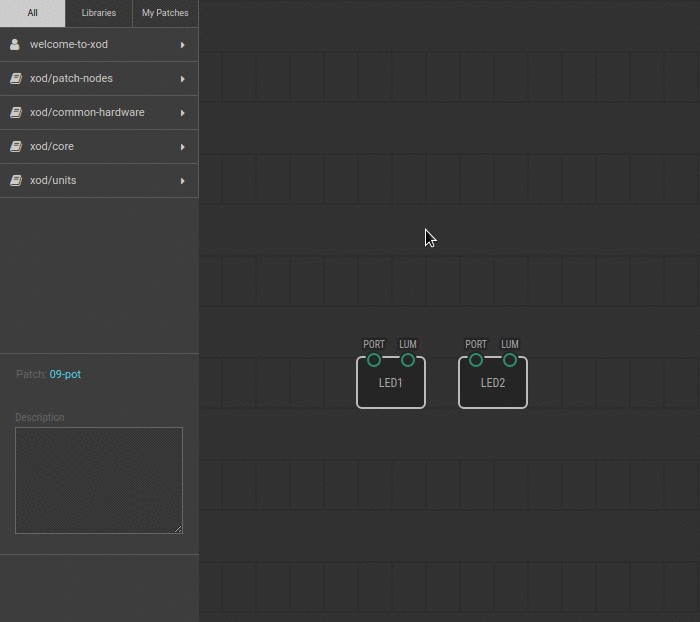 All Libraries My Patches
welcome-to-xod
xod/patch-nodes
xod/common-hardware
xod/core
xod/units
Patch: 09-pot
Description
PORT LUM PORT LUM
LED1 LED2